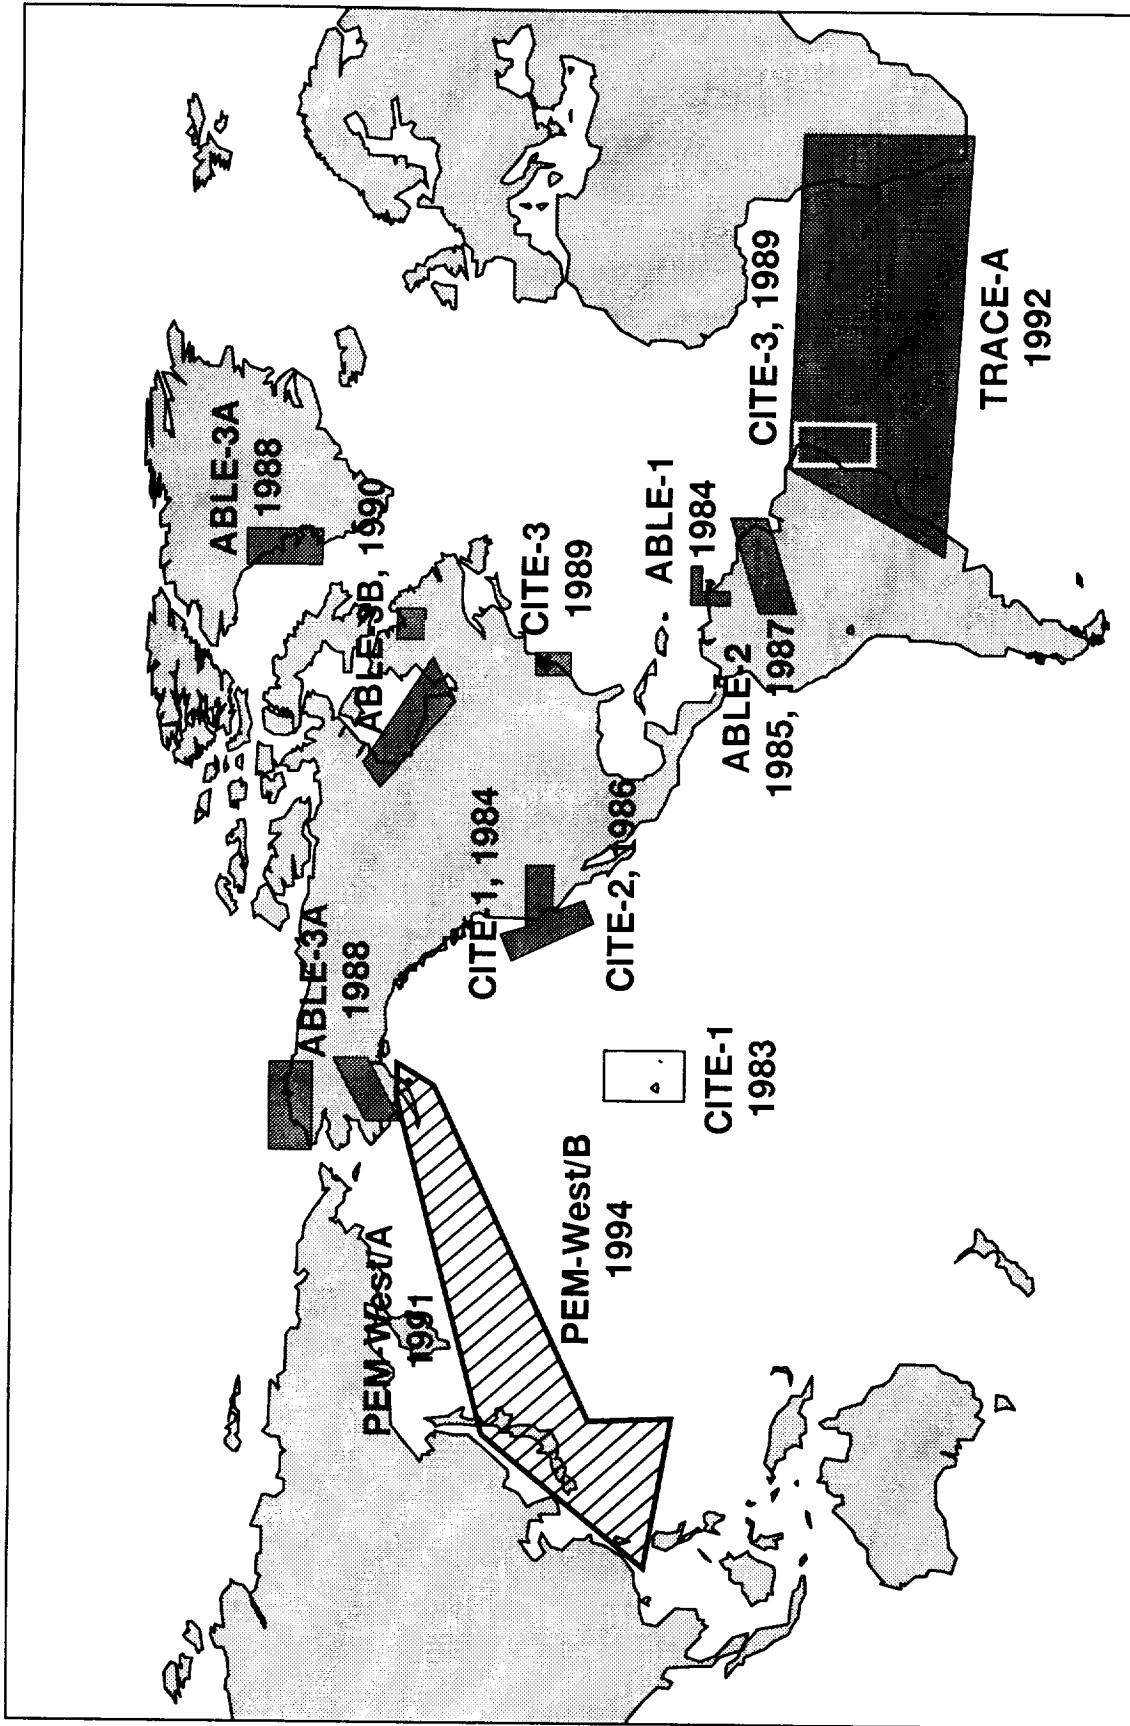 PEM-West/A
1991
PEM-West/B
1994
ABLE-3A
1988
CITE-1
1983
CITE-1, 1984
CITE-2, 1986
ABLE-3B, 1990
ABLE-3A
1988
CITE-3
1989
ABLE-1
1984
ABLE-2
1985, 1987
CITE-3, 1989
TRACE-A
1992